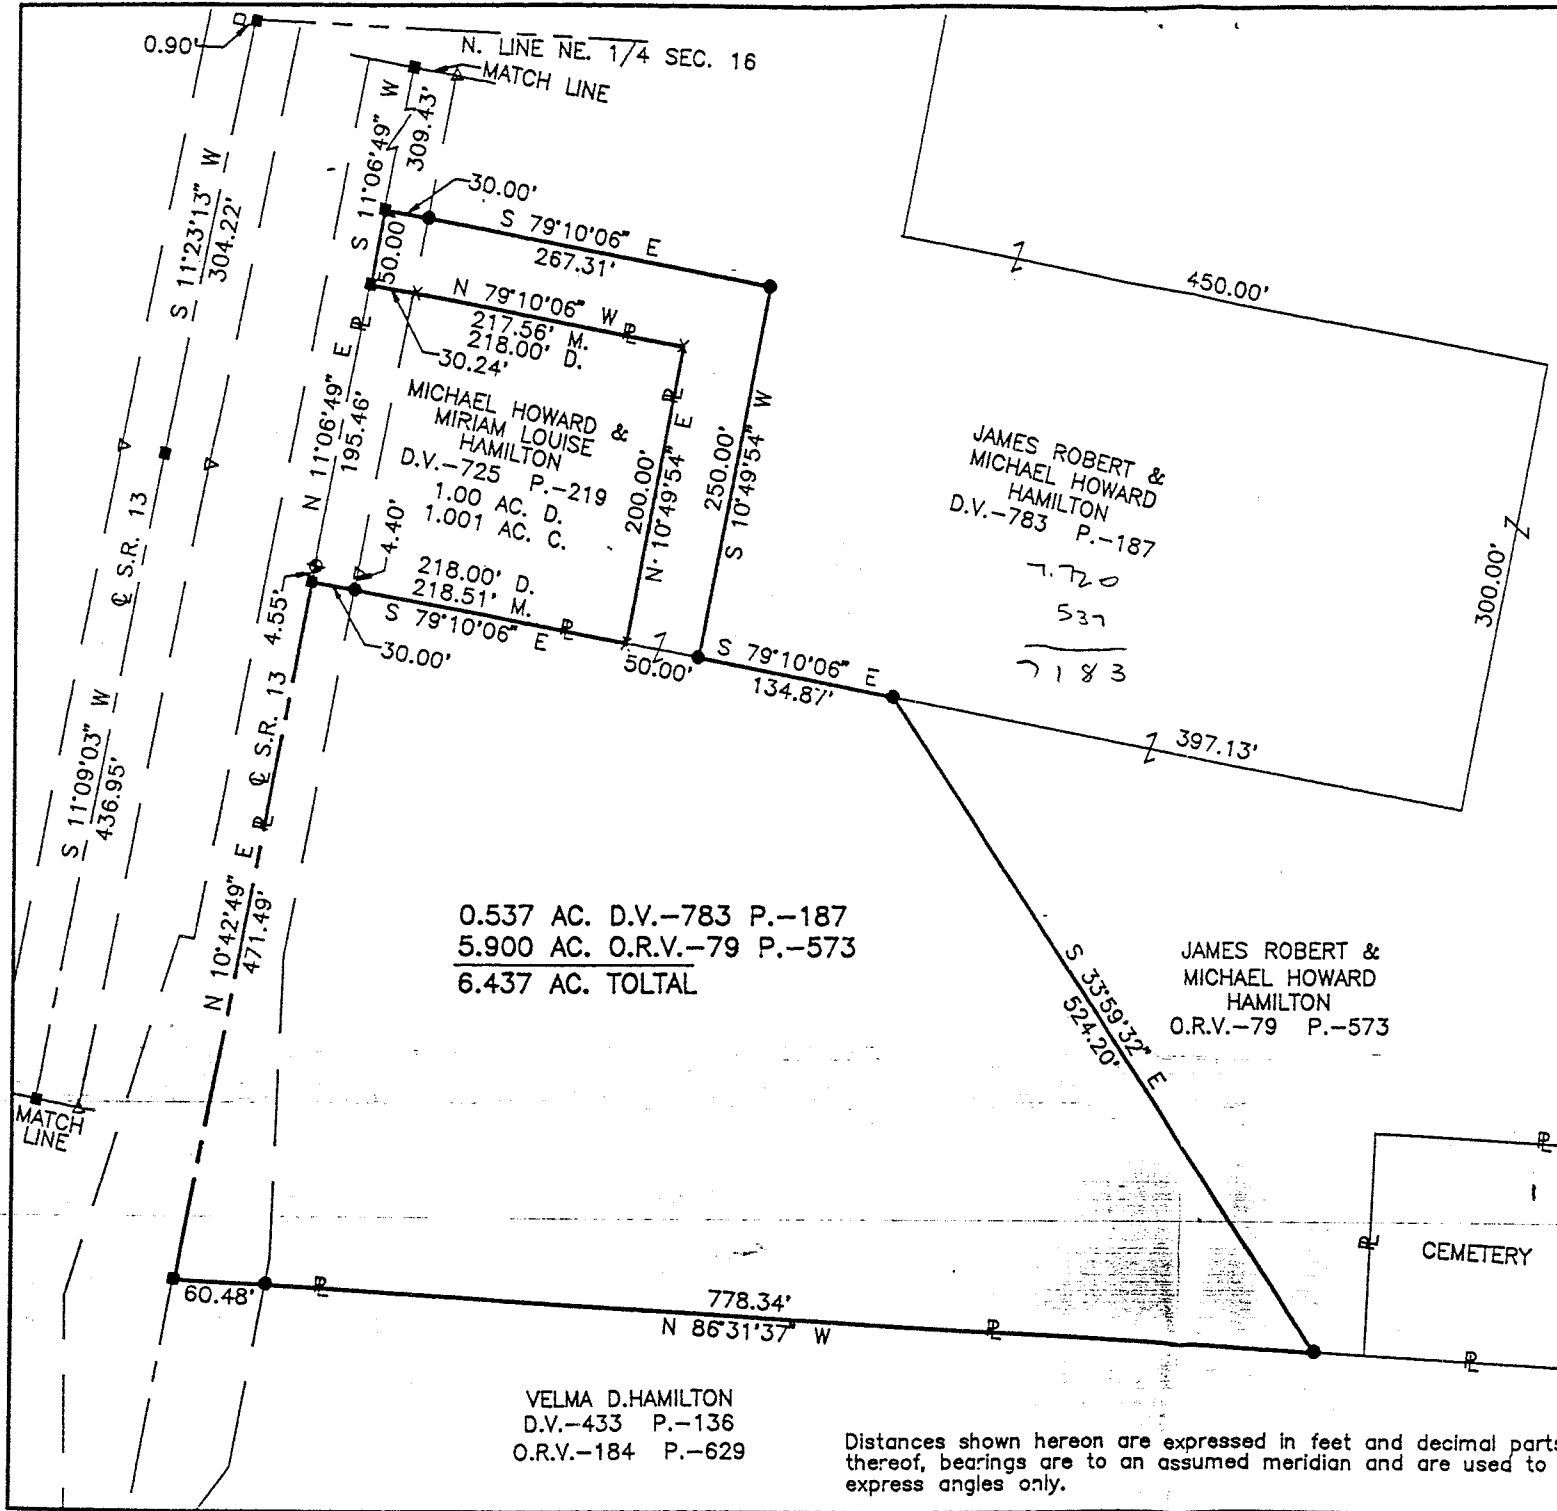 0.90'
N. LINE NE. 1/4 SEC. 16
MATCH LINE
S 11°23'13" W
304.22'
S 11°06'49" W
309.43'
30.00'
S 79°10'06" E
267.31'
50.00'
N 79°10'06" W
217.56' M.
218.00' D.
30.24'
450.00'
N 11°06'49" E
195.46'
MICHAEL HOWARD &
MIRIAM LOUISE
HAMILTON
D.V.-725 P.-219
1.00 AC. D.
1.001 AC. C.
N 10°49'54" E
200.00'
S 10°49'54" W
250.00'
JAMES ROBERT &
MICHAEL HOWARD
HAMILTON
D.V.-783 P.-187
7.720
537
7183
300.00'
℄ S.R. 13
4.40'
4.55'
218.00' D.
218.51' M.
S 79°10'06" E
30.00'
50.00'
S 79°10'06" E
134.87'
397.13'
℄ S.R. 13
S 11°09'03" W
436.95'
N 10°42'49" E
471.49'
0.537 AC. D.V.-783 P.-187
5.900 AC. O.R.V.-79 P.-573
6.437 AC. TOLTAL
S 33°59'32" E
524.20'
JAMES ROBERT &
MICHAEL HOWARD
HAMILTON
O.R.V.-79 P.-573
MATCH
LINE
CEMETERY
60.48'
778.34'
N 86°31'37" W
VELMA D.HAMILTON
D.V.-433 P.-136
O.R.V.-184 P.-629
Distances shown hereon are expressed in feet and decimal parts
thereof, bearings are to an assumed meridian and are used to
express angles only.